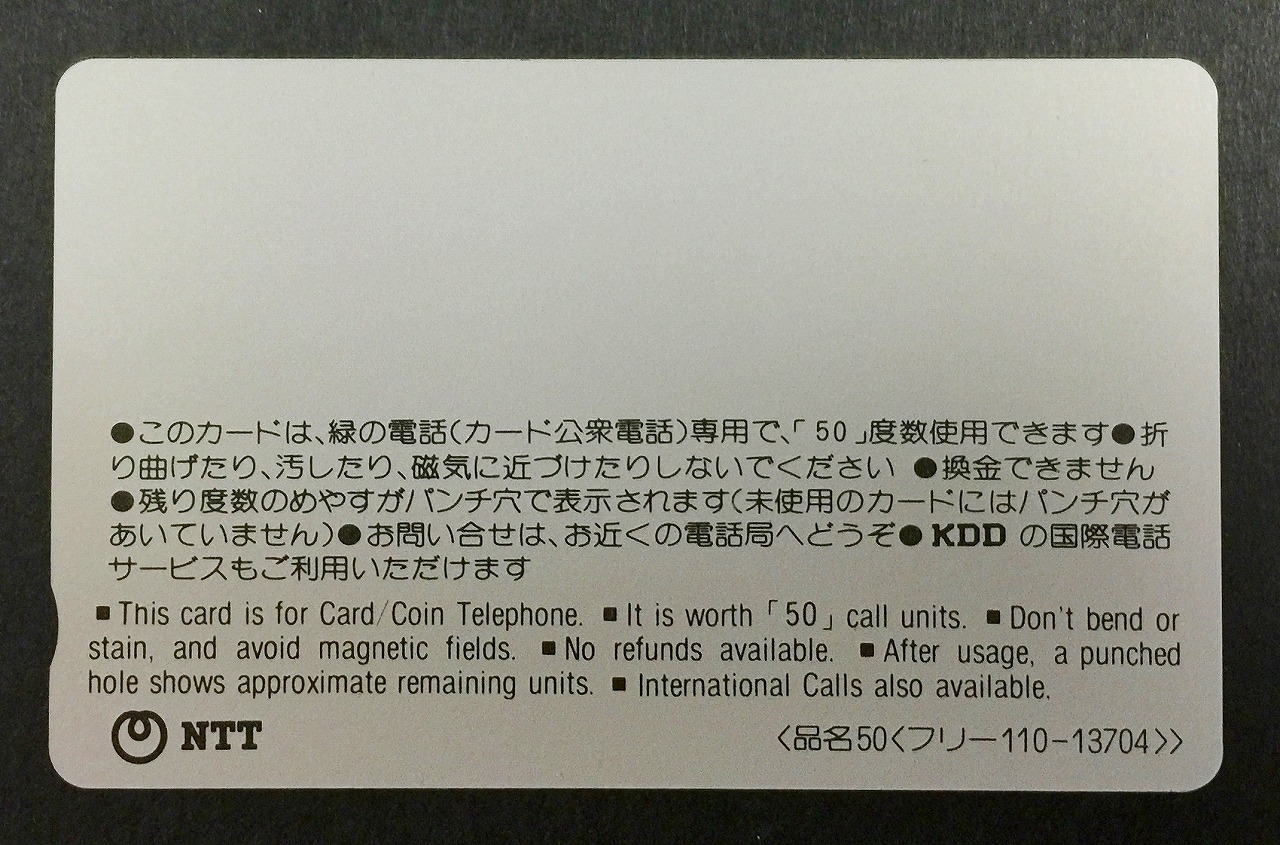 ●このカードは、緑の電話(カード公衆電話)専用で、「50」度数使用できます●折
り曲げたり、汚したり、磁気に近づけたりしないでください ●換金できません
●残り度数のめやすがパンチ穴で表示されます(未使用のカードにはパンチ穴が
あいていません)●お問い合せは、お近くの電話局へどうぞ●KDD の国際電話
サービスもご利用いただけます
■This card is for Card/Coin Telephone. ■It is worth「50」call units. ■Don't bend or
stain, and avoid magnetic fields. ■No refunds available. ■After usage, a punched
hole shows approximate remaining units. ■International Calls also available.
NTT 〈品名50〈フリー110-13704〉〉